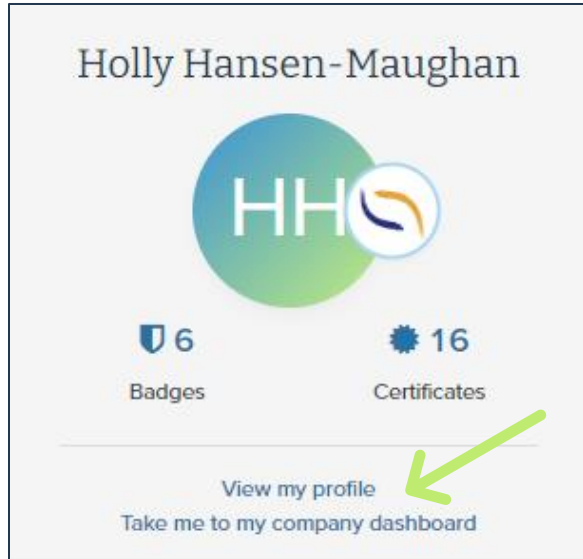 Holly Hansen-Maughan
HH
6
16
Badges
Certificates
View my profile
Take me to my company dashboard